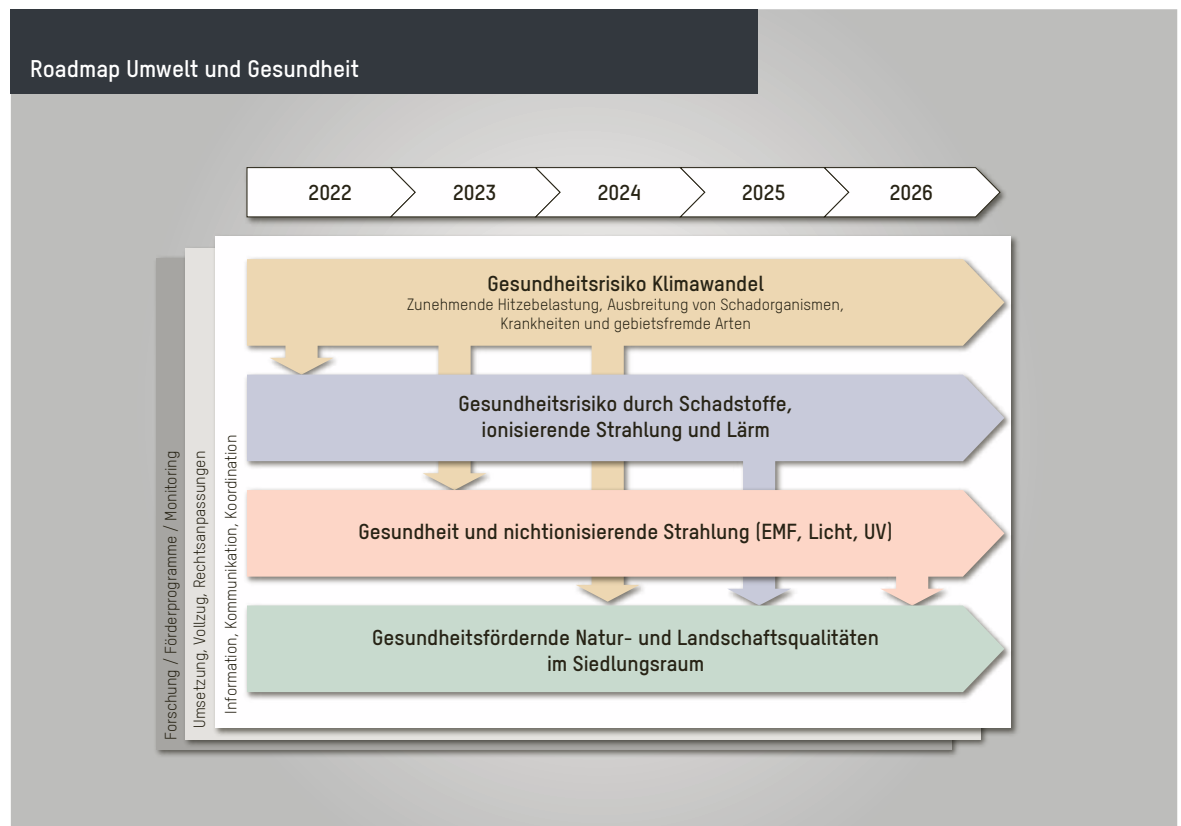 Roadmap Umwelt und Gesundheit
2022
2023
2024
2025
2026
Gesundheitsrisiko Klimawandel
Zunehmende Hitzebelastung, Ausbreitung von Schadorganismen,
Krankheiten und gebietsfremde Arten
Gesundheitsrisiko durch Schadstoffe,
ionisierende Strahlung und Lärm
Gesundheit und nichtionisierende Strahlung (EMF, Licht, UV)
Gesundheitsfördernde Natur- und Landschaftsqualitäten
im Siedlungsraum
Forschung / Förderprogramme / Monitoring
Umsetzung, Vollzug, Rechtsanpassungen
Information, Kommunikation, Koordination